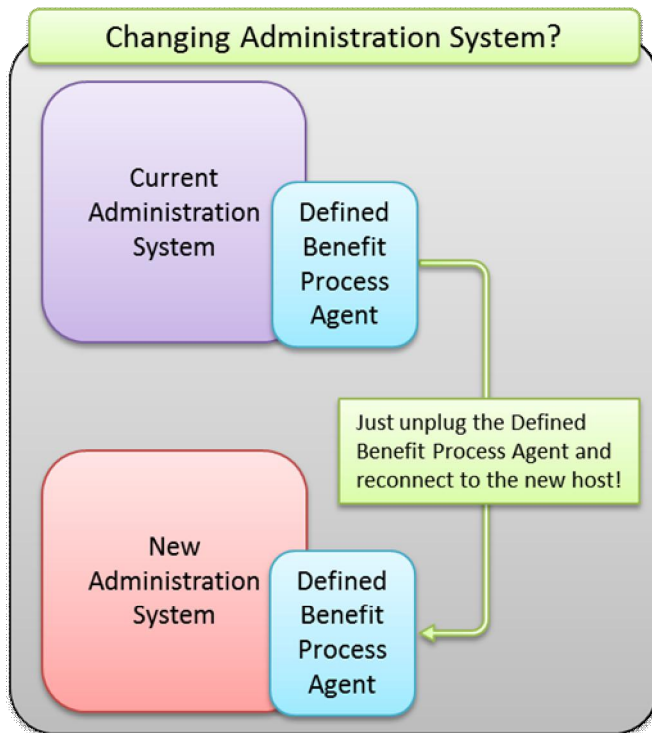 Changing Administration System?
Current
Administration
System
Defined
Benefit
Process
Agent
Just unplug the Defined
Benefit Process Agent and
reconnect to the new host!
New
Administration
System
Defined
Benefit
Process
Agent